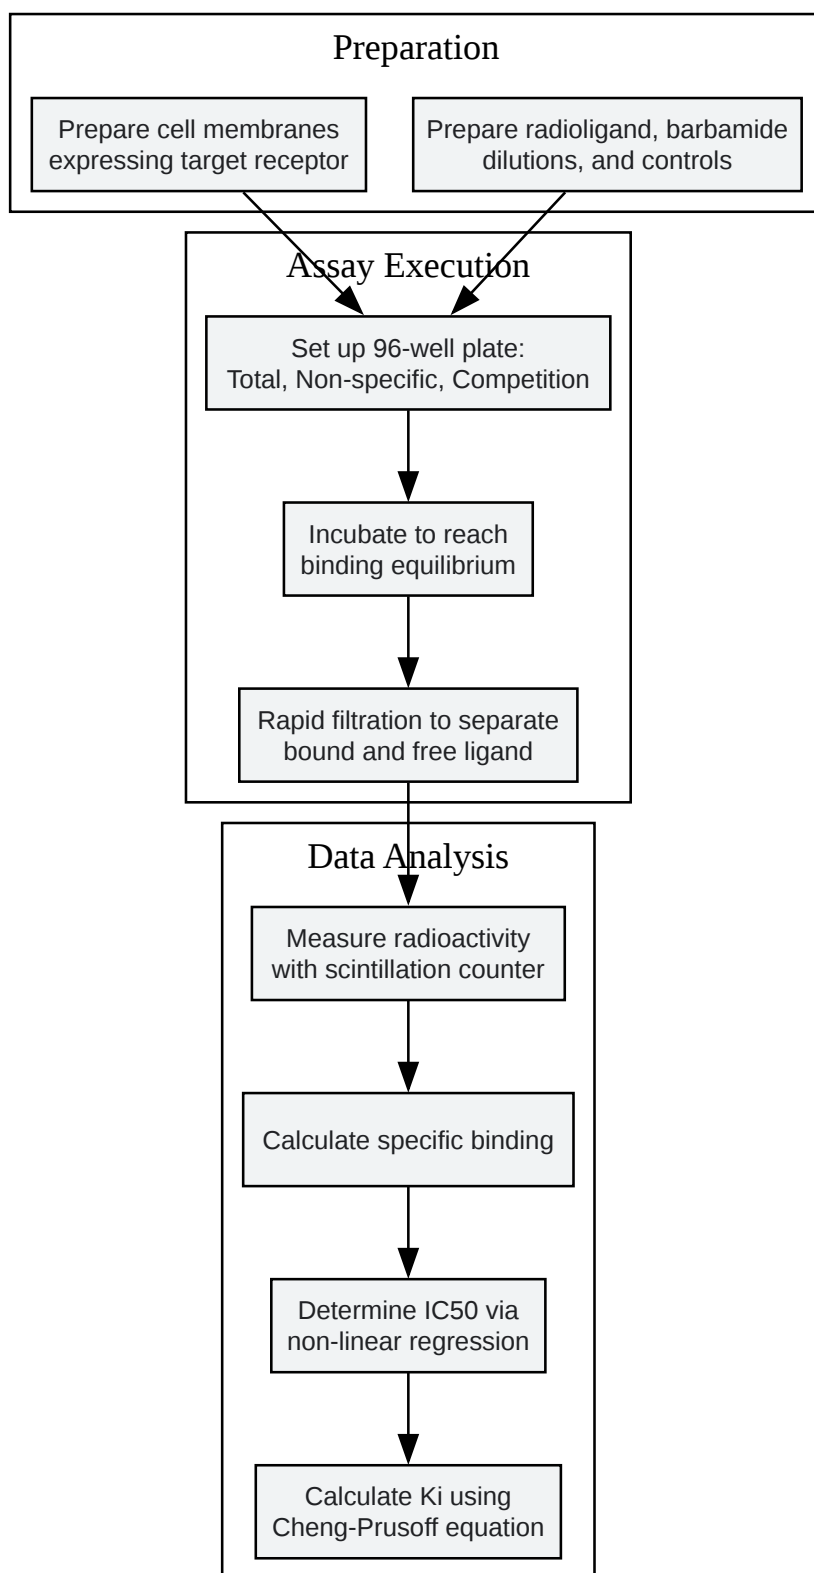 Preparation
Prepare cell membranes
expressing target receptor
Prepare radioligand, barbamide
dilutions, and controls
Assay Execution
Set up 96-well plate:
Total, Non-specific, Competition
Incubate to reach
binding equilibrium
Rapid filtration to separate
bound and free ligand
Data Analysis
Measure radioactivity
with scintillation counter
Calculate specific binding
Determine IC50 via
non-linear regression
Calculate Ki using
Cheng-Prusoff equation